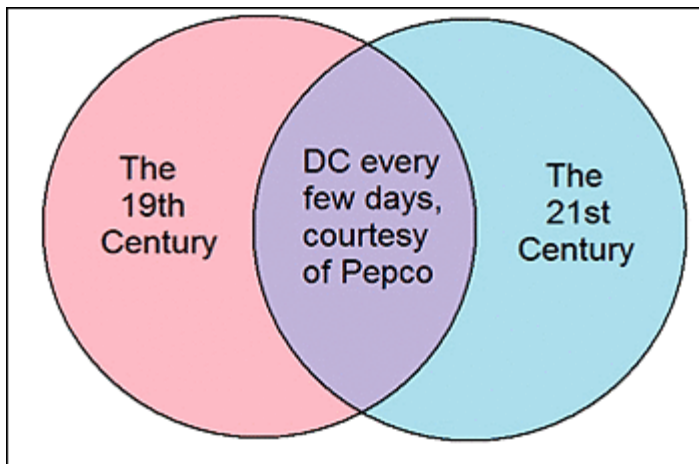 The
19th
Century
DC every
few days,
courtesy
of Pepco
The
21st
Century